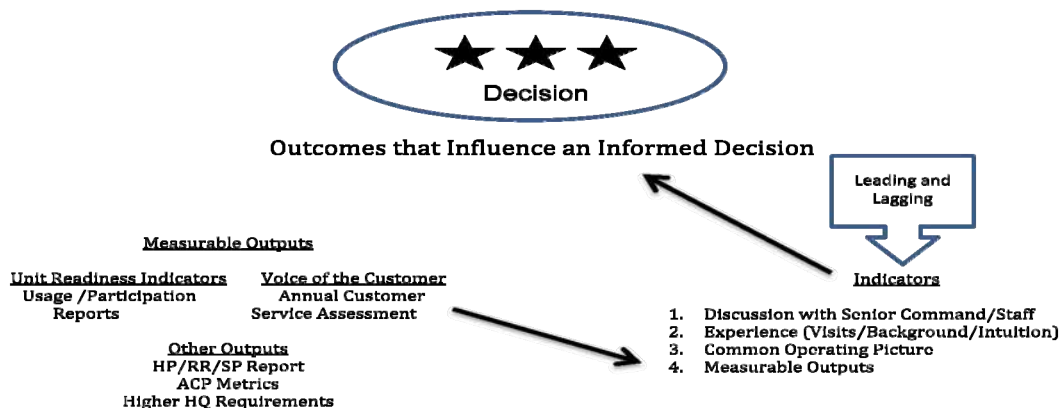 Decision
Outcomes that Influence an Informed Decision
Leading and
Lagging
Measurable Outputs
Unit Readiness Indicators
Usage /Participation
Reports
Voice of the Customer
Annual Customer
Service Assessment
Other Outputs
HP/RR/SP Report
ACP Metrics
Higher HQ Requirements
Indicators
1. Discussion with Senior Command/Staff
2. Experience (Visits/Background/Intuition)
3. Common Operating Picture
4. Measurable Outputs